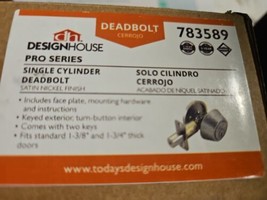 DEADBOLT
CERROJO
783589
dh
DESIGNHOUSE
PRO SERIES
SINGLE CYLINDER
DEADBOLT
SATIN NICKEL FINISH
SOLO CILINDRO
CERROJO
ACABADO DE NIQUEL SATINADO
• Includes face plate, mounting hardware
and instructions
• Keyed exterior, turn-button interior
• Comes with two keys
• Fits standard 1-3/8" and 1-3/4" thick
doors
www.todaysdesignhouse.com